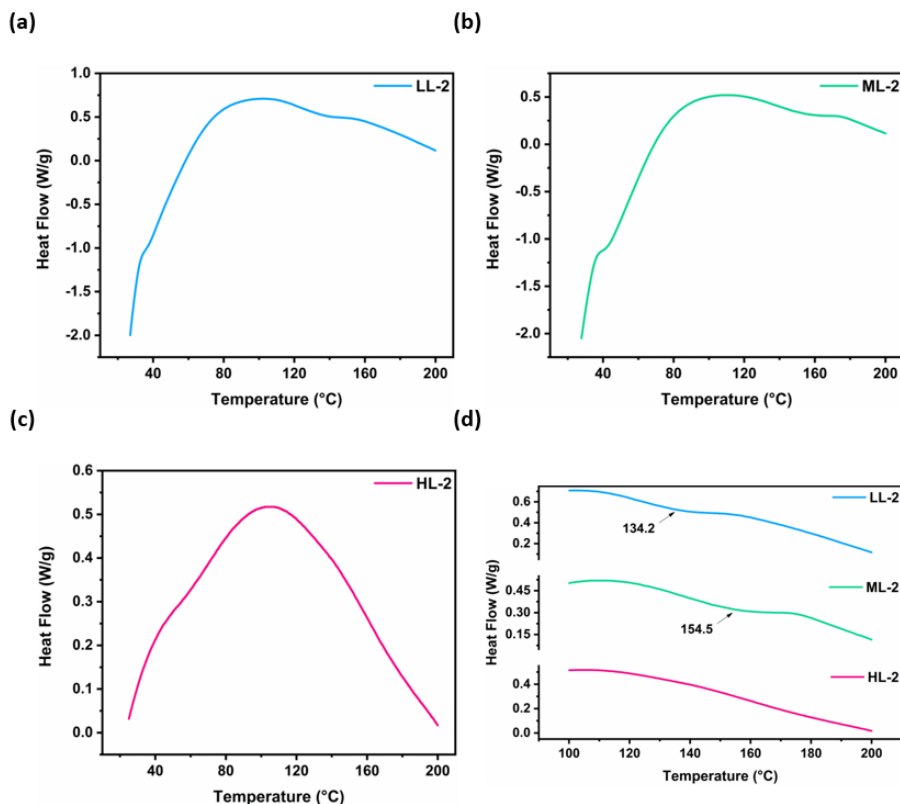 (a)
LL-2
1.0
0.5
0.0
-0.5
-1.0
-1.5
-2.0
Heat Flow (W/g)
40 80 120 160 200
Temperature (°C)
(b)
ML-2
0.5
0.0
-0.5
-1.0
-1.5
-2.0
Heat Flow (W/g)
40 80 120 160 200
Temperature (°C)
(c)
HL-2
0.6
0.5
0.4
0.3
0.2
0.1
0.0
Heat Flow (W/g)
40 80 120 160 200
Temperature (°C)
(d)
LL-2
0.6
0.4
0.2
134.2
ML-2
0.45
0.30
0.15
154.5
HL-2
0.4
0.2
0.0
Heat Flow (W/g)
100 120 140 160 180 200
Temperature (°C)